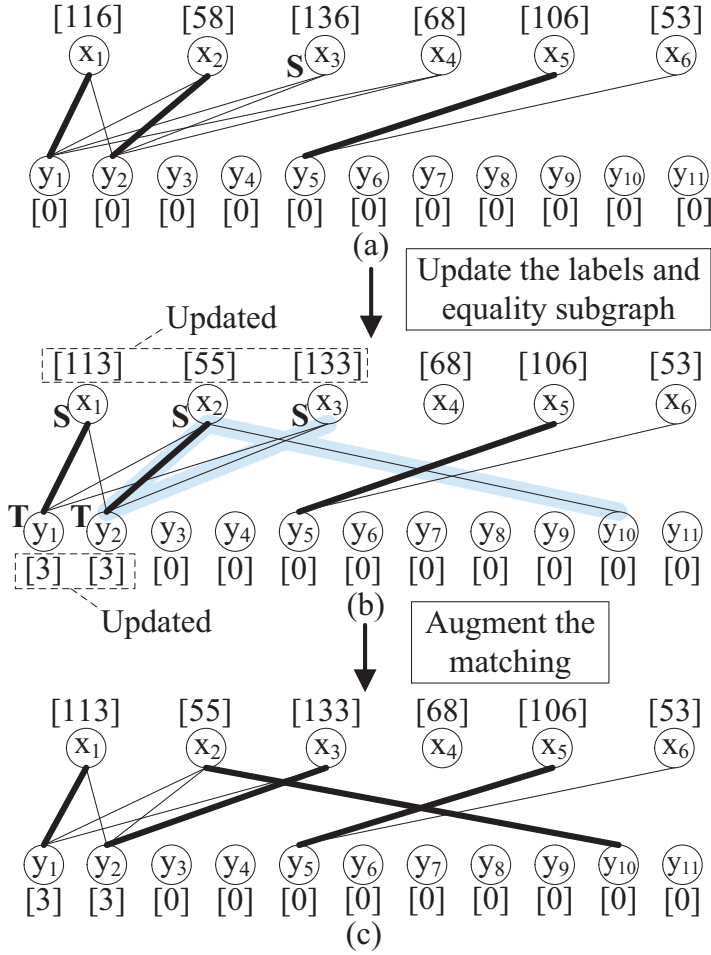 [116] [58] [136] [68] [106] [53]
x1 x2 S x3 x4 x5 x6
y1 y2 y3 y4 y5 y6 y7 y8 y9 y10 y11
[0] [0] [0] [0] [0] [0] [0] [0] [0] [0] [0]
(a)
Update the labels and
equality subgraph
Updated
[113] [55] [133] [68] [106] [53]
S x1 S x2 S x3 x4 x5 x6
T y1 T y2 y3 y4 y5 y6 y7 y8 y9 y10 y11
[3] [3] [0] [0] [0] [0] [0] [0] [0] [0] [0]
(b)
Updated
Augment the
matching
[113] [55] [133] [68] [106] [53]
x1 x2 x3 x4 x5 x6
y1 y2 y3 y4 y5 y6 y7 y8 y9 y10 y11
[3] [3] [0] [0] [0] [0] [0] [0] [0] [0] [0]
(c)